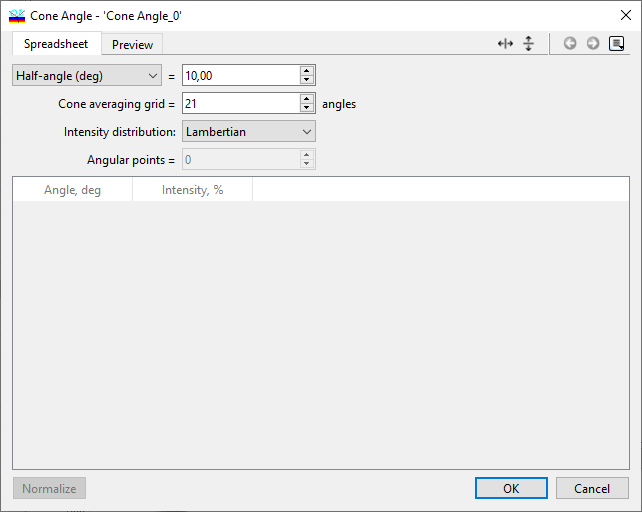 Cone Angle - 'Cone Angle_0'
Spreadsheet Preview
Half-angle (deg) = 10,00
Cone averaging grid = 21 angles
Intensity distribution: Lambertian
Angular points = 0
Angle, deg Intensity, %
Normalize OK Cancel